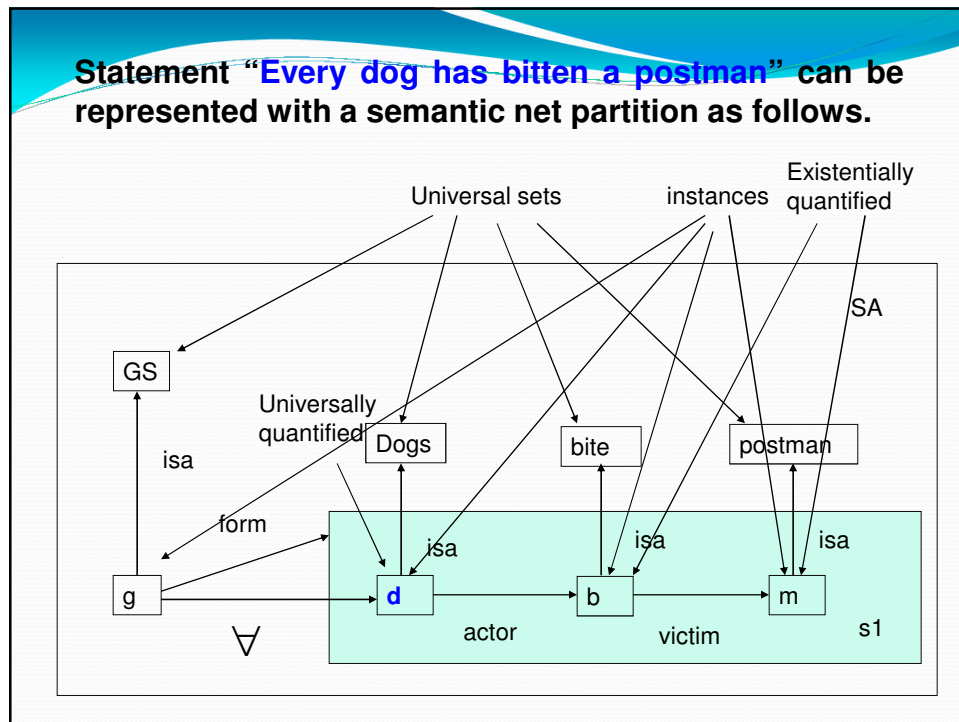 Statement “Every dog has bitten a postman” can be
represented with a semantic net partition as follows.
Existentially
quantified
Universal sets
instances
SA
GS
Universally
quantified
Dogs
bite
postman
isa
form
isa
isa
isa
g
d
b
m
∀
actor
victim
s1